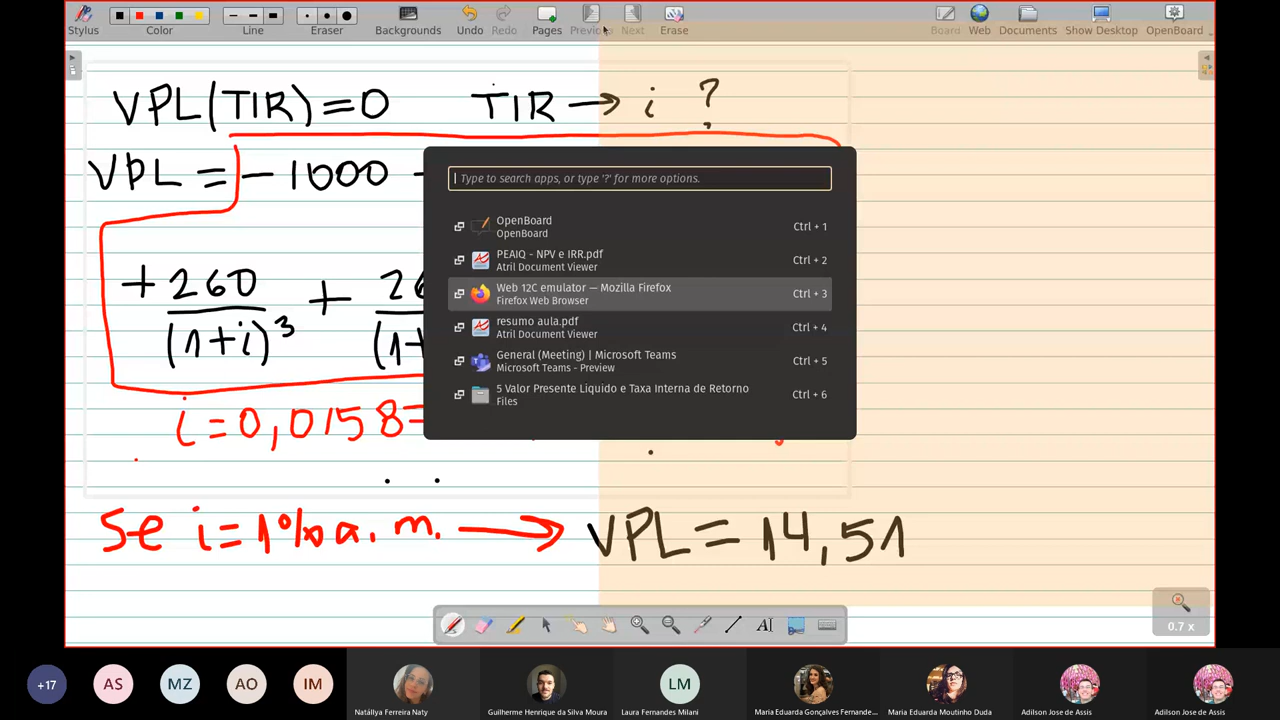 Stylus Color Line Eraser Backgrounds Undo Redo Pages Previous Next Erase Board Web Documents Show Desktop OpenBoard
VPL(TIR)=0 TIR → i ?
VPL = -1000
+260/(1+i)^3 +
i=0,0158=
Se i=1% a.m. → VPL = 14,51
Type to search apps, or type '?' for more options.
OpenBoard
OpenBoard
Ctrl + 1
PEAIQ - NPV e IRR.pdf
Atril Document Viewer
Ctrl + 2
Web 12C emulator — Mozilla Firefox
Firefox Web Browser
Ctrl + 3
resumo aula.pdf
Atril Document Viewer
Ctrl + 4
General (Meeting) | Microsoft Teams
Microsoft Teams - Preview
Ctrl + 5
5 Valor Presente Líquido e Taxa Interna de Retorno
Files
Ctrl + 6
0.7 x
+17 AS MZ AO IM LM
Natállya Ferreira Naty
Guilherme Henrique da Silva Moura
Laura Fernandes Milani
Maria Eduarda Gonçalves Fernande...
Maria Eduarda Moutinho Duda
Adilson Jose de Assis
Adilson Jose de Assis